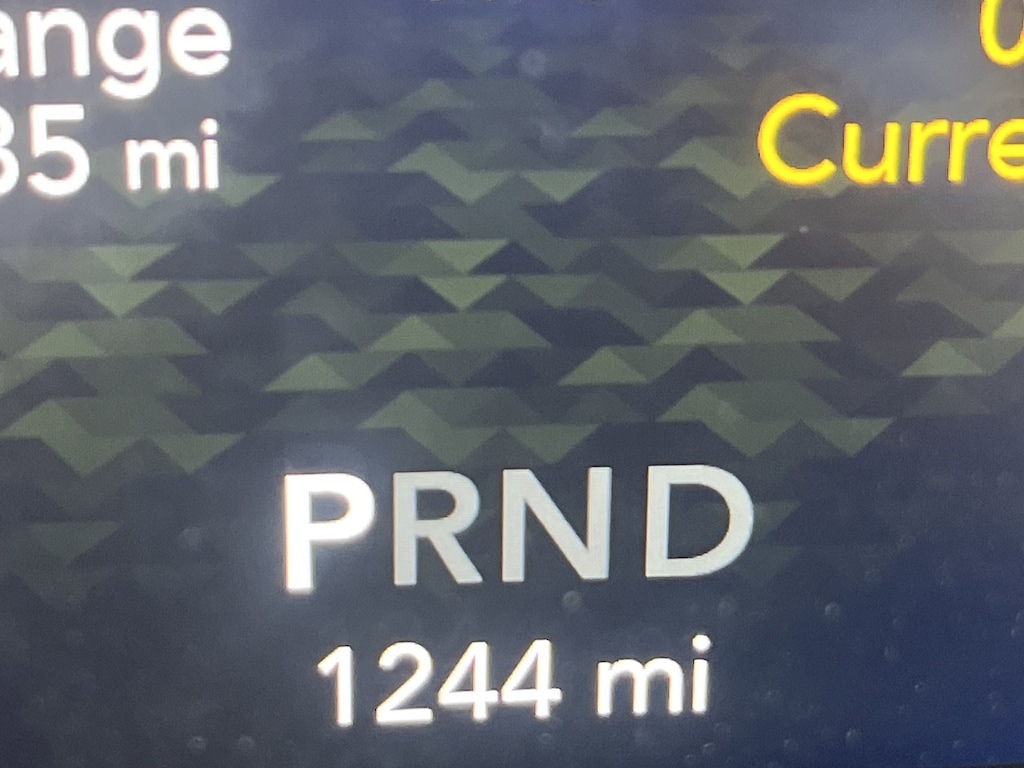 ange
35 mi
Curre
PRND
1244 mi